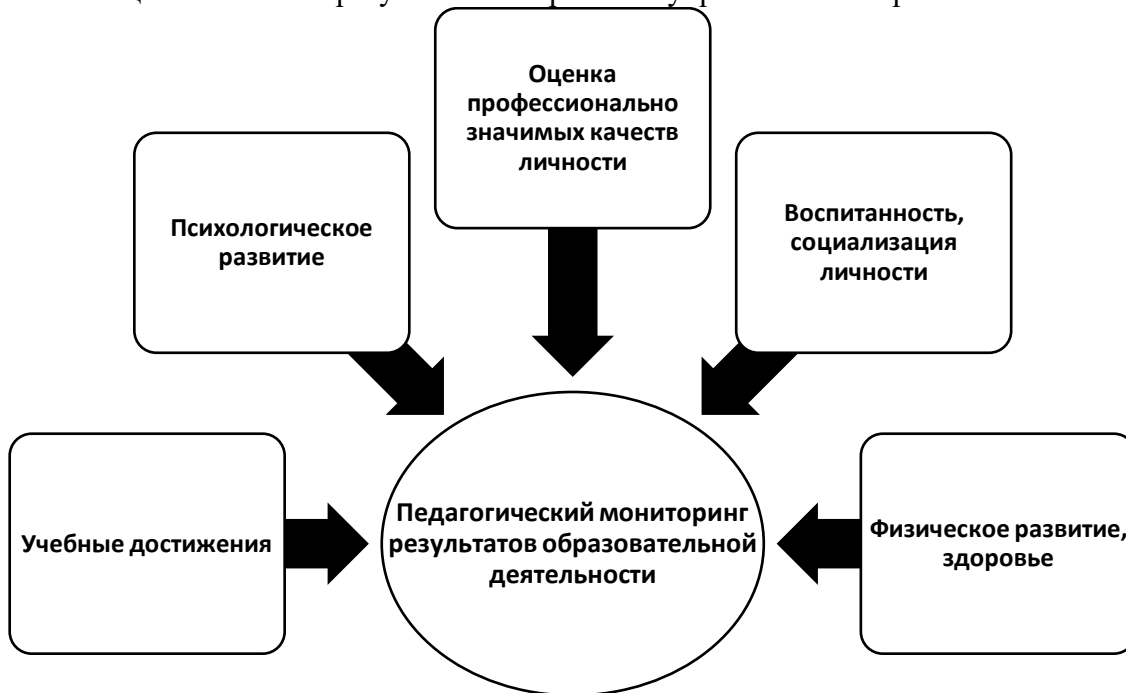 Оценка
профессионально
значимых качеств
личности
Психологическое
развитие
Воспитанность,
социализация
личности
Учебные достижения
Педагогический мониторинг
результатов образовательной
деятельности
Физическое развитие,
здоровье